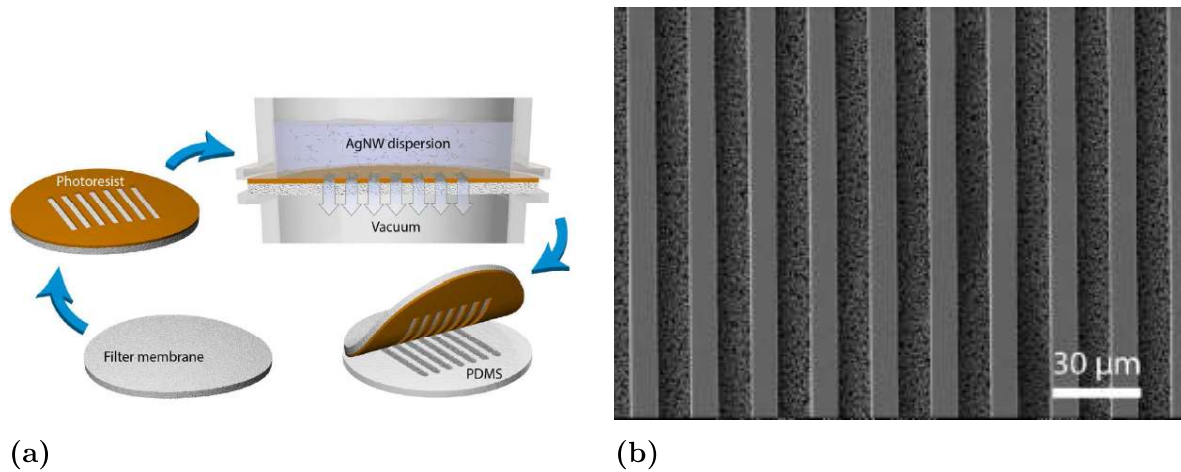 AgNW dispersion
Photoresist
Vacuum
Filter membrane
PDMS
30 µm
(a)
(b)